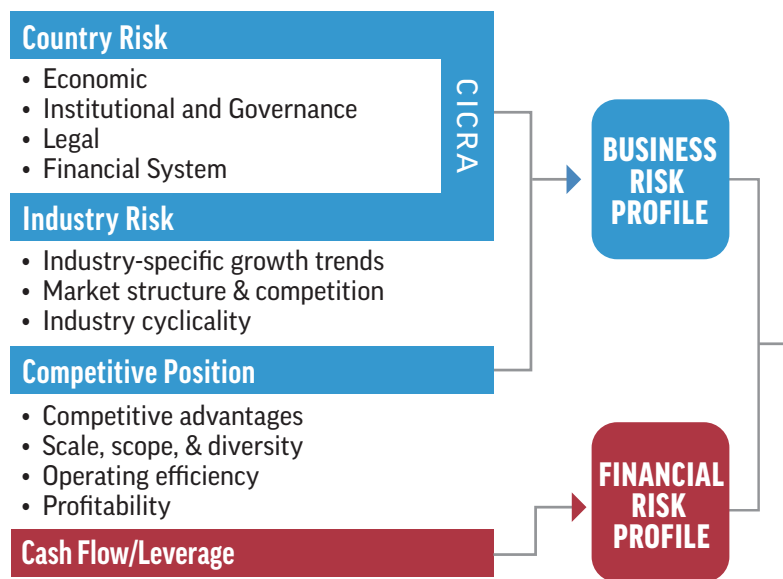 Country Risk
• Economic
• Institutional and Governance
• Legal
• Financial System
CICRA
Industry Risk
• Industry-specific growth trends
• Market structure & competition
• Industry cyclicality
Competitive Position
• Competitive advantages
• Scale, scope, & diversity
• Operating efficiency
• Profitability
Cash Flow/Leverage
BUSINESS
RISK
PROFILE
FINANCIAL
RISK
PROFILE